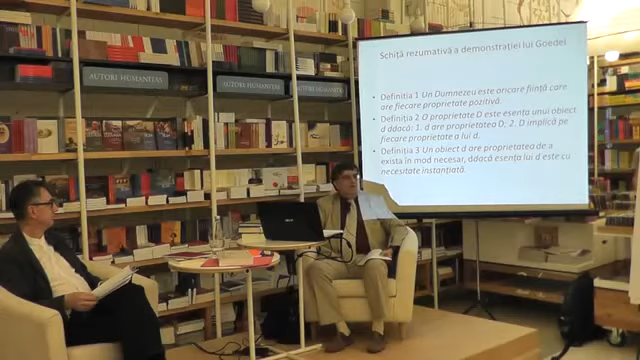 Schiță rezumativă a demonstrației lui Goedel
Definiția 1 Un Dumnezeu este oricare ființă care
are fiecare proprietate pozitivă.
Definiția 2 O proprietate D este esența unui obiect
d ddacă: 1. d are proprietatea D; 2. D implică pe
fiecare proprietate a lui d.
Definiția 3 Un obiect d are proprietatea de a
exista în mod necesar, ddacă esența lui d este cu
necesitate instanțiată.
AUTORI HUMANITAS
AUTORI HUMANITAS
AUTORI HUMANITAS